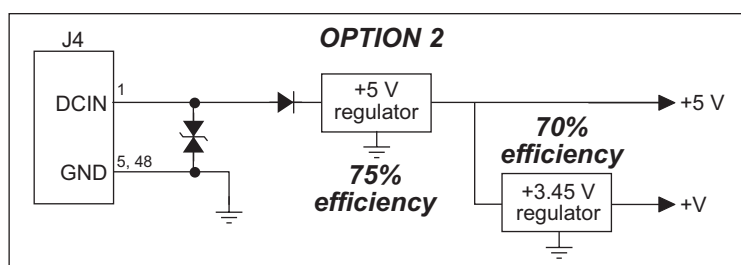 OPTION 2
J4
DCIN
1
GND
5, 48
+5 V
regulator
75%
efficiency
+5 V
70%
efficiency
+3.45 V
regulator
+V